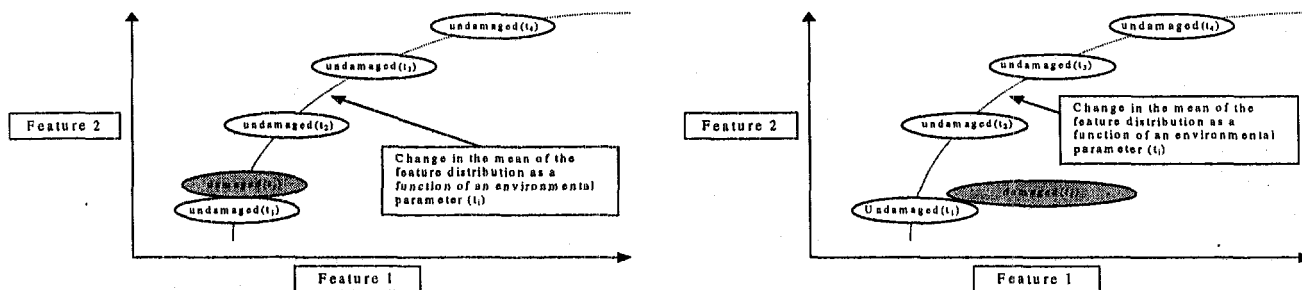 undamaged(t₄)
undamaged(t₃)
undamaged(t₂)
Feature 2
Change in the mean of the
feature distribution as a
function of an environmental
parameter (tᵢ)
undamaged(t₁)
Feature 1
undamaged(t₄)
undamaged(t₃)
Change in the mean of the
feature distribution as a
function of an environmental
parameter (tᵢ)
undamaged(t₂)
Feature 2
Undamaged(t₁)
Feature 1